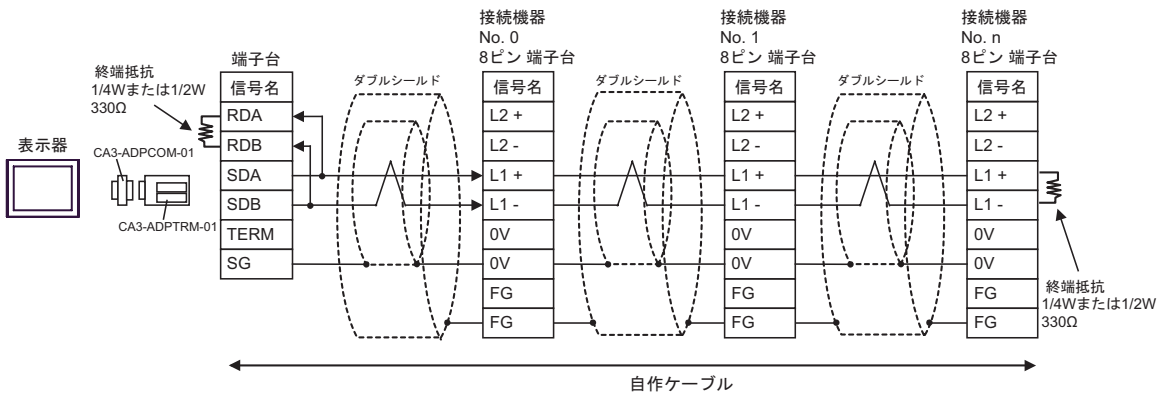 表示器
CA3-ADPCOM-01
CA3-ADPTRM-01
終端抵抗
1/4Wまたは1/2W
330Ω
端子台
信号名
RDA
RDB
SDA
SDB
TERM
SG
ダブルシールド
接続機器
No. 0
8ピン 端子台
信号名
L2 +
L2 -
L1 +
L1 -
0V
0V
FG
FG
ダブルシールド
接続機器
No. 1
8ピン 端子台
信号名
L2 +
L2 -
L1 +
L1 -
0V
0V
FG
FG
ダブルシールド
接続機器
No. n
8ピン 端子台
信号名
L2 +
L2 -
L1 +
L1 -
0V
0V
FG
FG
終端抵抗
1/4Wまたは1/2W
330Ω
自作ケーブル